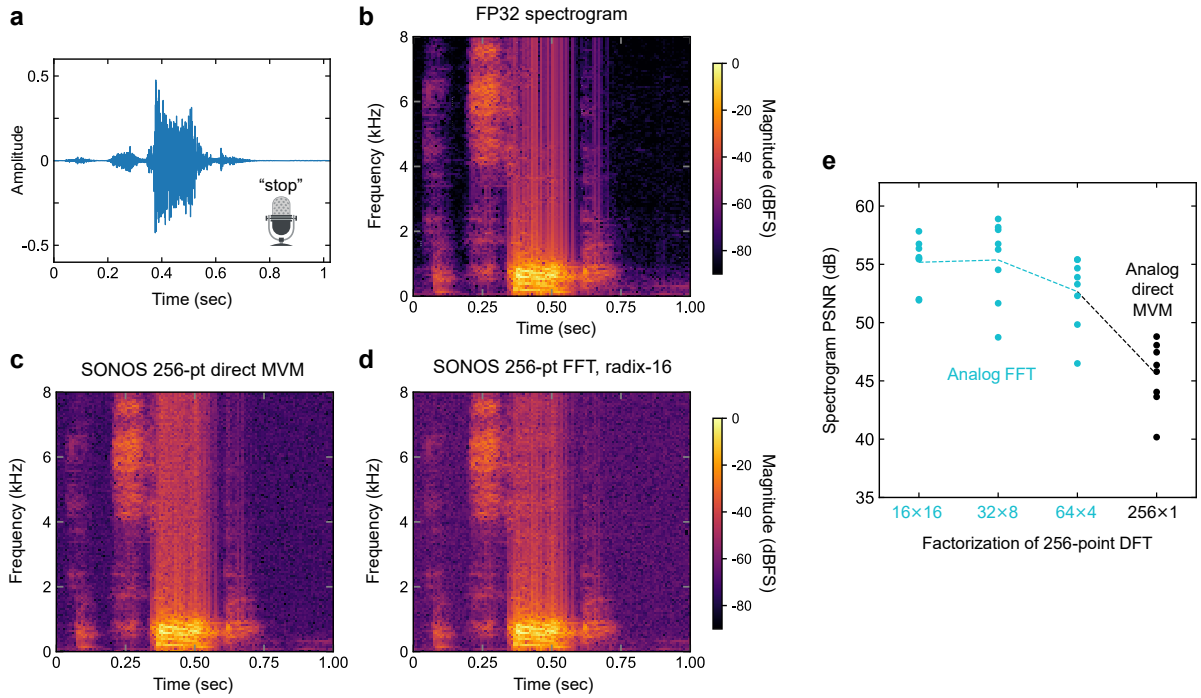 a
0.5
0
-0.5
Amplitude
“stop”
0 0.2 0.4 0.6 0.8 1
Time (sec)
b
FP32 spectrogram
8
6
4
2
0
Frequency (kHz)
0.00 0.25 0.50 0.75 1.00
Time (sec)
0
-20
-40
-60
-80
Magnitude (dBFS)
c
SONOS 256-pt direct MVM
8
6
4
2
0
Frequency (kHz)
0 0.25 0.50 0.75 1.00
Time (sec)
d
SONOS 256-pt FFT, radix-16
8
6
4
2
0
Frequency (kHz)
0.00 0.25 0.50 0.75 1.00
Time (sec)
0
-20
-40
-60
-80
Magnitude (dBFS)
e
60
55
50
45
40
35
Spectrogram PSNR (dB)
Analog
direct
MVM
Analog FFT
16×16 32×8 64×4 256×1
Factorization of 256-point DFT